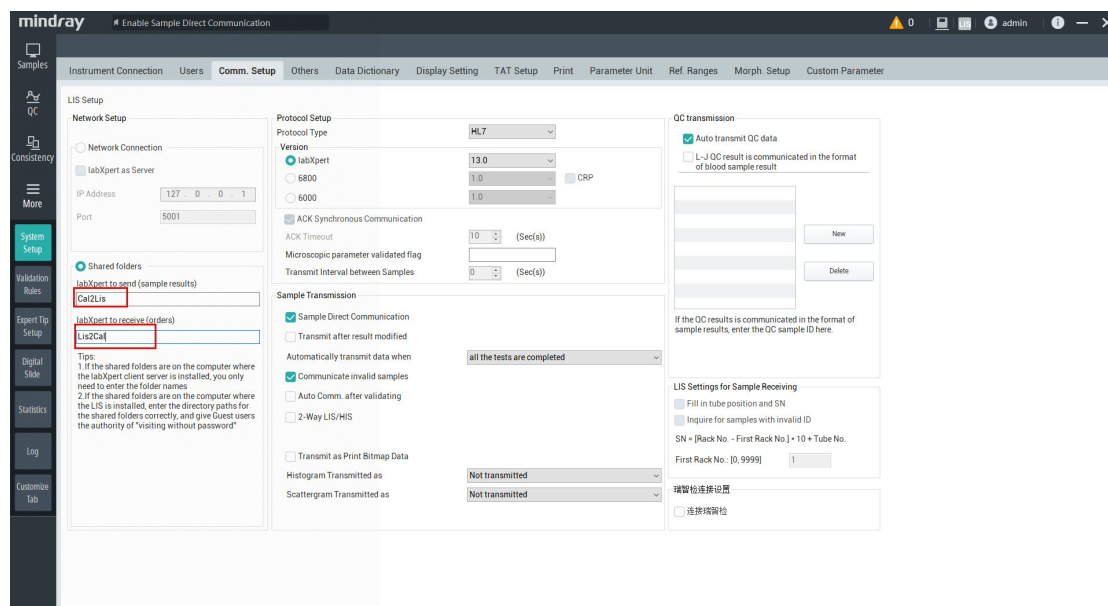 mindray
Enable Sample Direct Communication
0
LIS
admin
Samples
QC
Consistency
More
System Setup
Validation Rules
Expert Tip Setup
Digital Slide
Statistics
Log
Customize Tab
Instrument Connection Users Comm. Setup Others Data Dictionary Display Setting TAT Setup Print Parameter Unit Ref. Ranges Morph. Setup Custom Parameter
LIS Setup
Network Setup
Network Connection
labXpert as Server
IP Address 127 . 0 . 0 . 1
Port 5001
Shared folders
labXpert to send (sample results)
Cal2Lis
labXpert to receive (orders)
Lis2Cal
Tips:
1.If the shared folders are on the computer where
the labXpert client server is installed, you only
need to enter the folder names
2.If the shared folders are on the computer where
the LIS is installed, enter the directory paths for
the shared folders correctly, and give Guest users
the authority of "visiting without password"
Protocol Setup
Protocol Type HL7
Version
labXpert 13.0
6800 1.0 CRP
6000 1.0
ACK Synchronous Communication
ACK Timeout 10 (Sec(s))
Microscopic parameter validated flag
Transmit Interval between Samples 0 (Sec(s))
Sample Transmission
Sample Direct Communication
Transmit after result modified
Automatically transmit data when all the tests are completed
Communicate invalid samples
Auto Comm. after validating
2-Way LIS/HIS
Transmit as Print Bitmap Data
Histogram Transmitted as Not transmitted
Scattergram Transmitted as Not transmitted
QC transmission
Auto transmit QC data
L-J QC result is communicated in the format
of blood sample result
New
Delete
If the QC results is communicated in the format of
sample results, enter the QC sample ID here.
LIS Settings for Sample Receiving
Fill in tube position and SN
Inquire for samples with invalid ID
SN = [Rack No. - First Rack No.] * 10 + Tube No.
First Rack No.: [0, 9999] 1
瑞智检连接设置
连接瑞智检